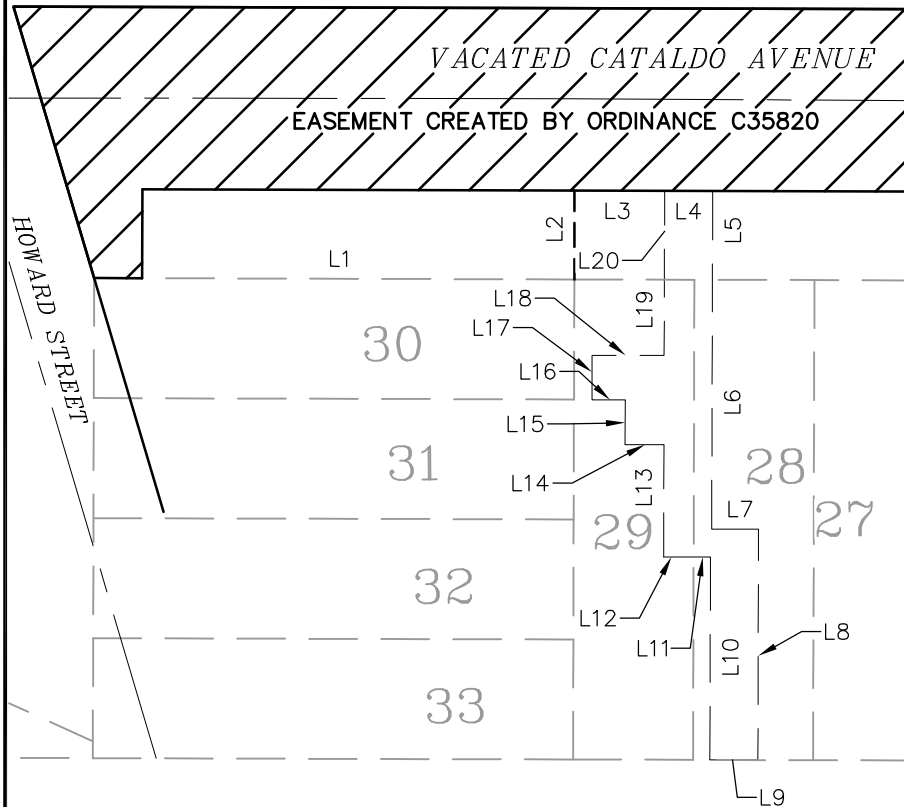 VACATED CATALDO AVENUE
EASEMENT CREATED BY ORDINANCE C35820
HOWARD STREET
L1
L2
L3
L4
L5
L20
L18
L19
L17
30
L16
L6
L15
31
28
L14
L13
L7
27
29
32
L12
L11
L10
L8
33
L9